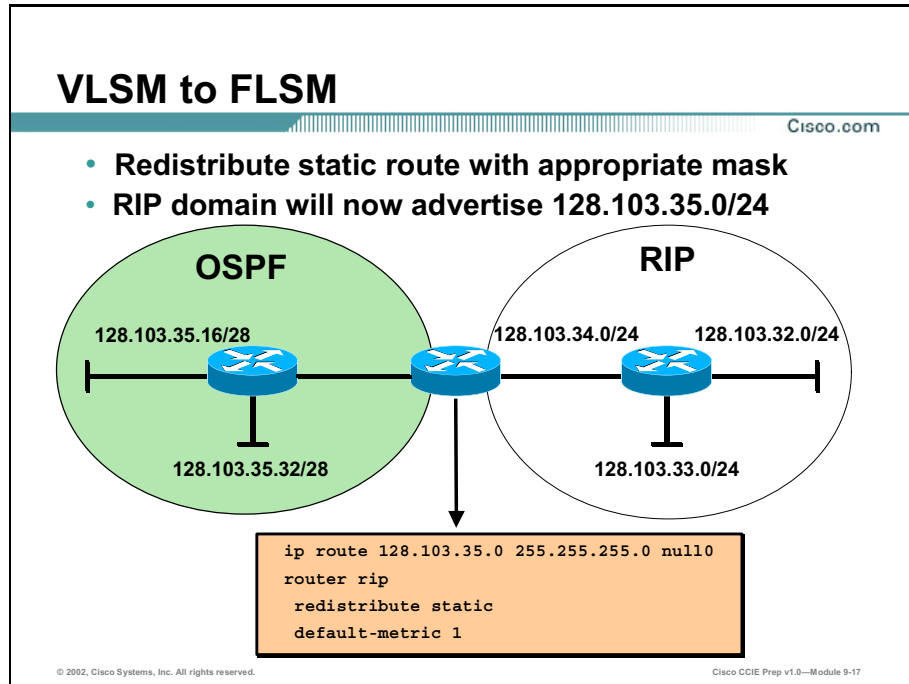 VLSM to FLSM
Cisco.com
• Redistribute static route with appropriate mask
• RIP domain will now advertise 128.103.35.0/24
OSPF
RIP
128.103.35.16/28
128.103.34.0/24
128.103.32.0/24
128.103.35.32/28
128.103.33.0/24
ip route 128.103.35.0 255.255.255.0 null0
router rip
redistribute static
default-metric 1
© 2002, Cisco Systems, Inc. All rights reserved.
Cisco CCIE Prep v1.0—Module 9-17